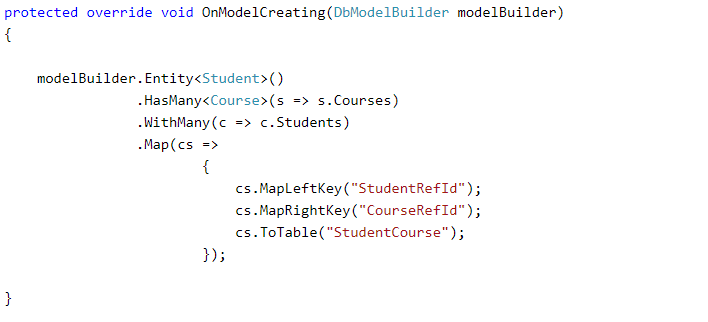 protected override void OnModelCreating(DbModelBuilder modelBuilder)
{
modelBuilder.Entity<Student>()
.HasMany<Course>(s => s.Courses)
.WithMany(c => c.Students)
.Map(cs =>
{
cs.MapLeftKey("StudentRefId");
cs.MapRightKey("CourseRefId");
cs.ToTable("StudentCourse");
});
}